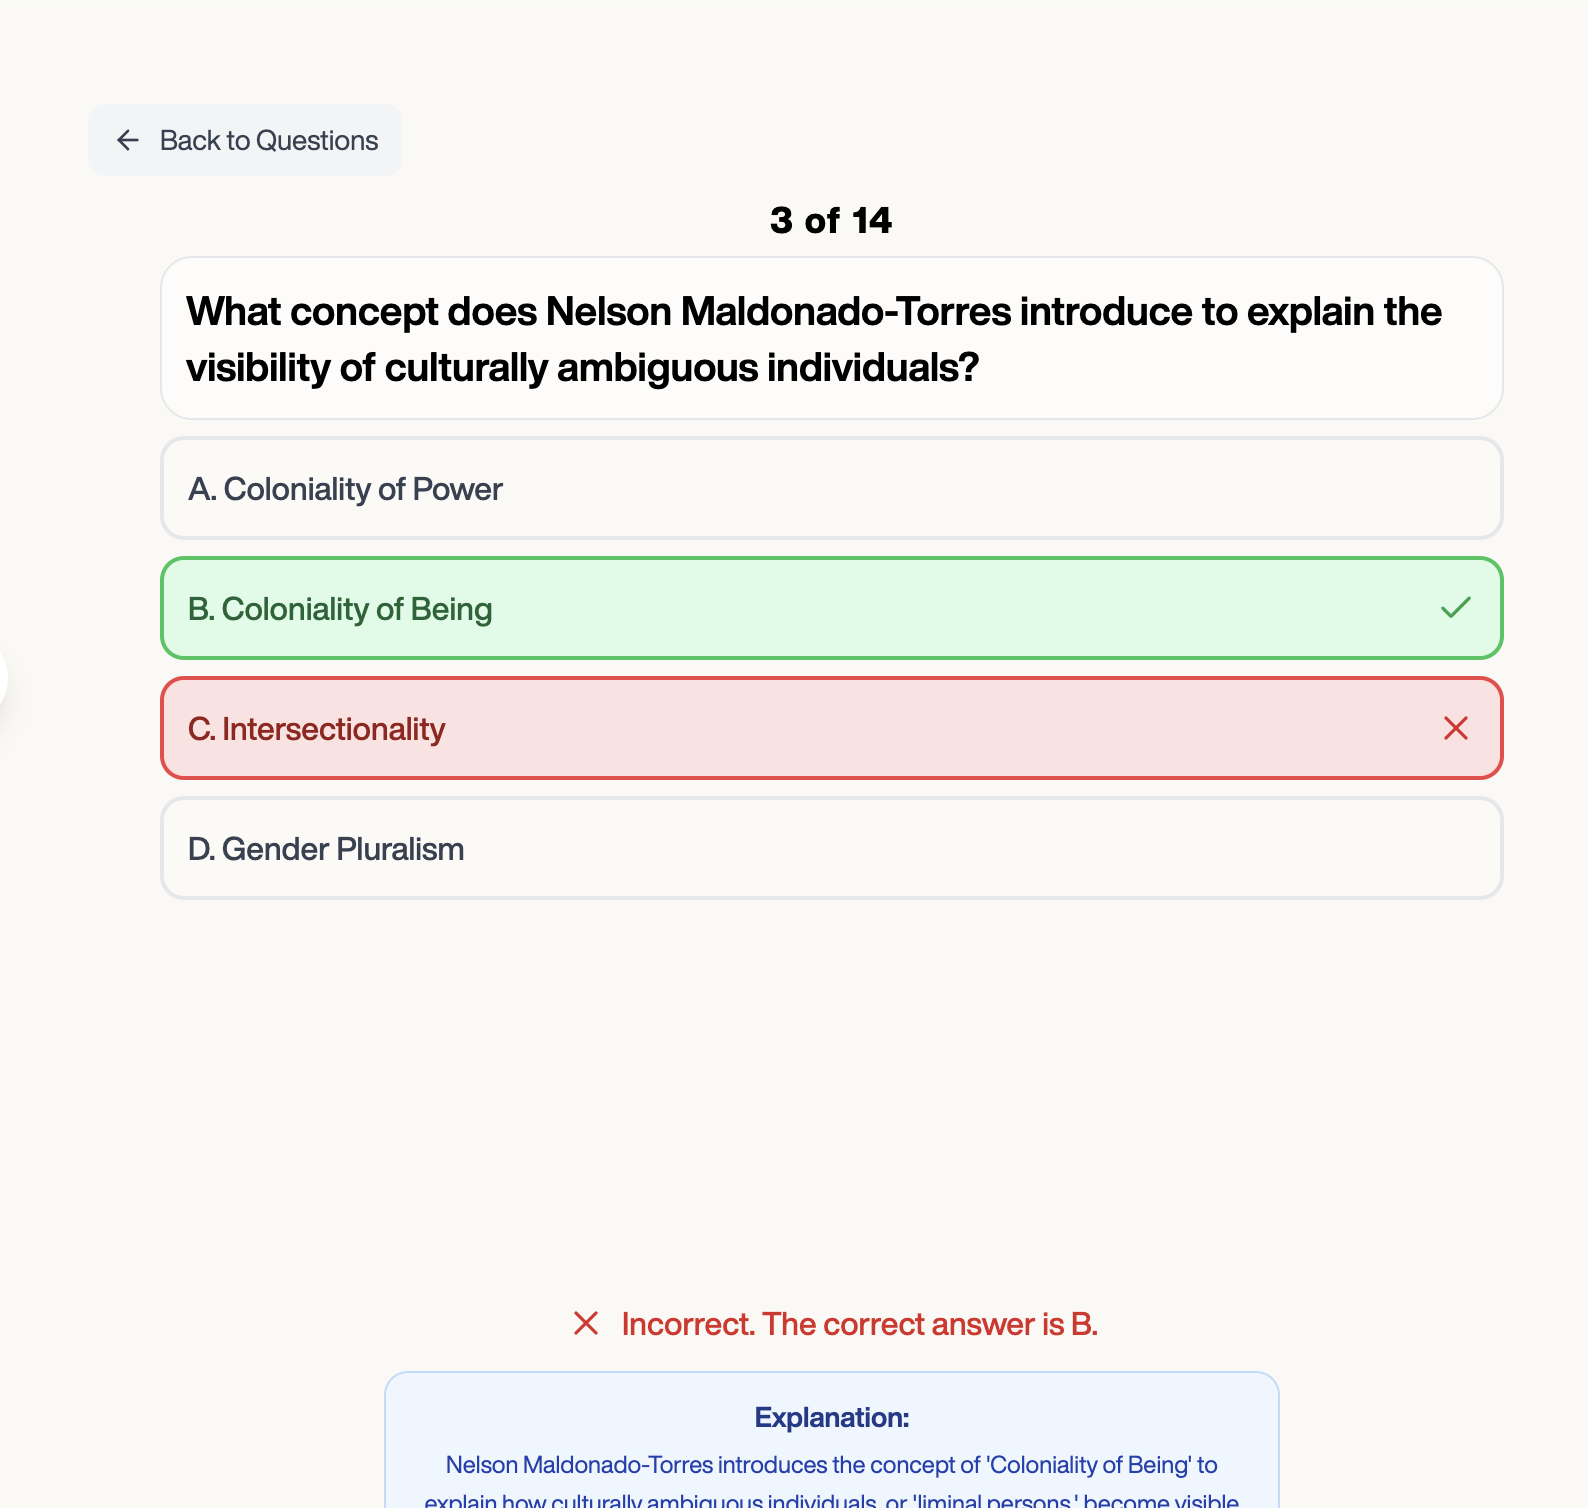 Back to Questions
3 of 14
What concept does Nelson Maldonado-Torres introduce to explain the
visibility of culturally ambiguous individuals?
A. Coloniality of Power
B. Coloniality of Being
C. Intersectionality
D. Gender Pluralism
Incorrect. The correct answer is B.
Explanation:
Nelson Maldonado-Torres introduces the concept of 'Coloniality of Being' to
explain how culturally ambiguous individuals, or 'liminal persons,' become visible